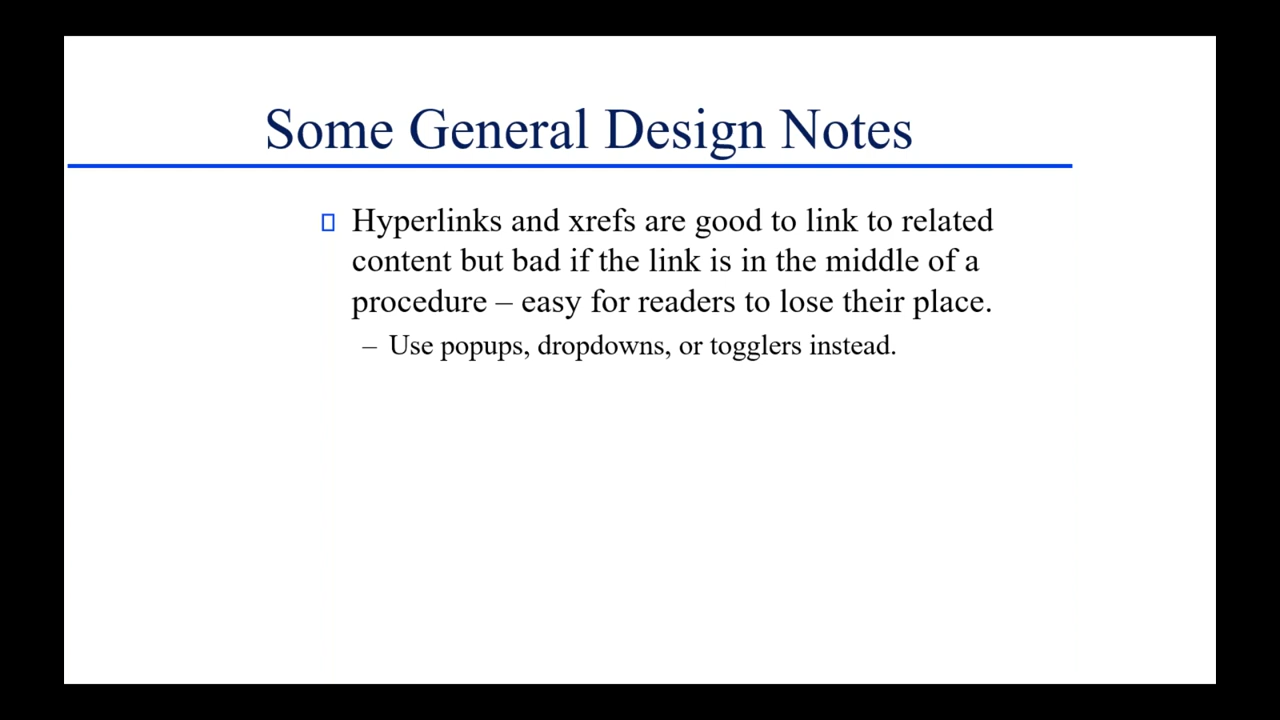 Some General Design Notes
Hyperlinks and xrefs are good to link to related
content but bad if the link is in the middle of a
procedure – easy for readers to lose their place.
– Use popups, dropdowns, or togglers instead.